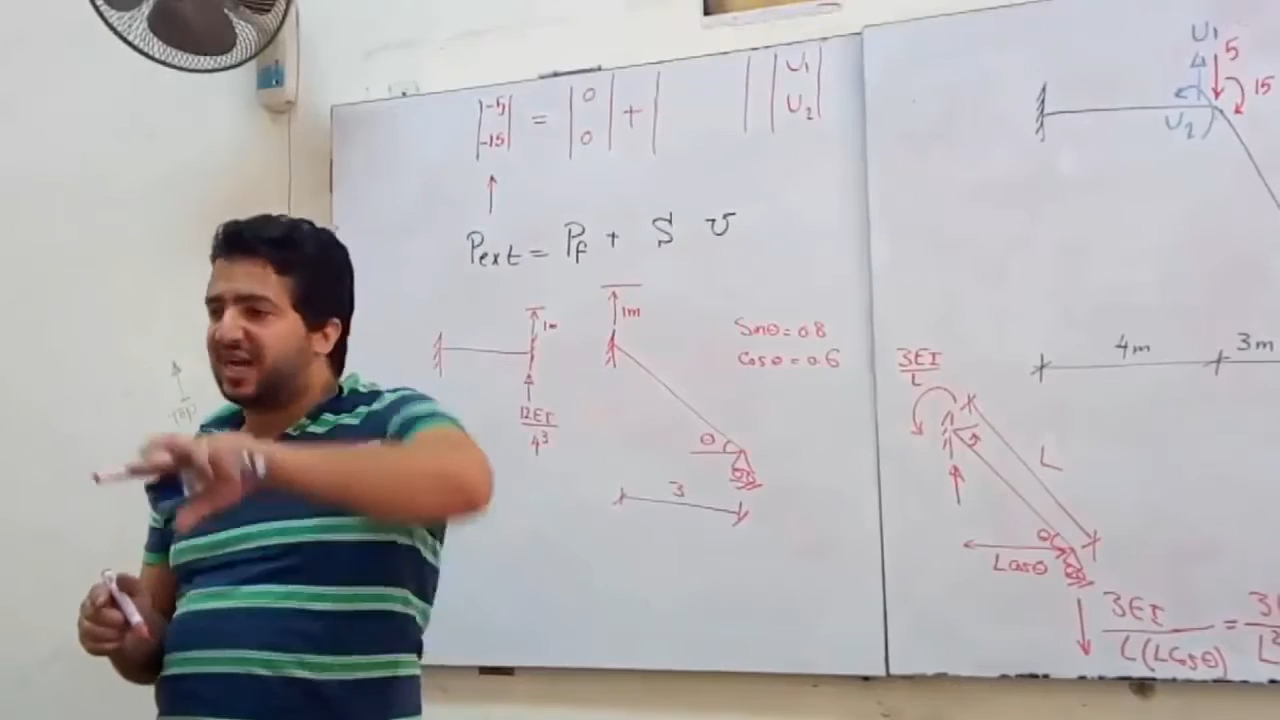 |-5| = |0| + | | |U1|
|-15| |0| |U2|
Pext = Pf + S v
1m
12EI/4³
1m
θ
3
Sinθ=0.8
Cosθ=0.6
U1
5
15
U2
4m
3m
3EI/L
L
θ
LCosθ
3EI/L(LCosθ) =
TOP